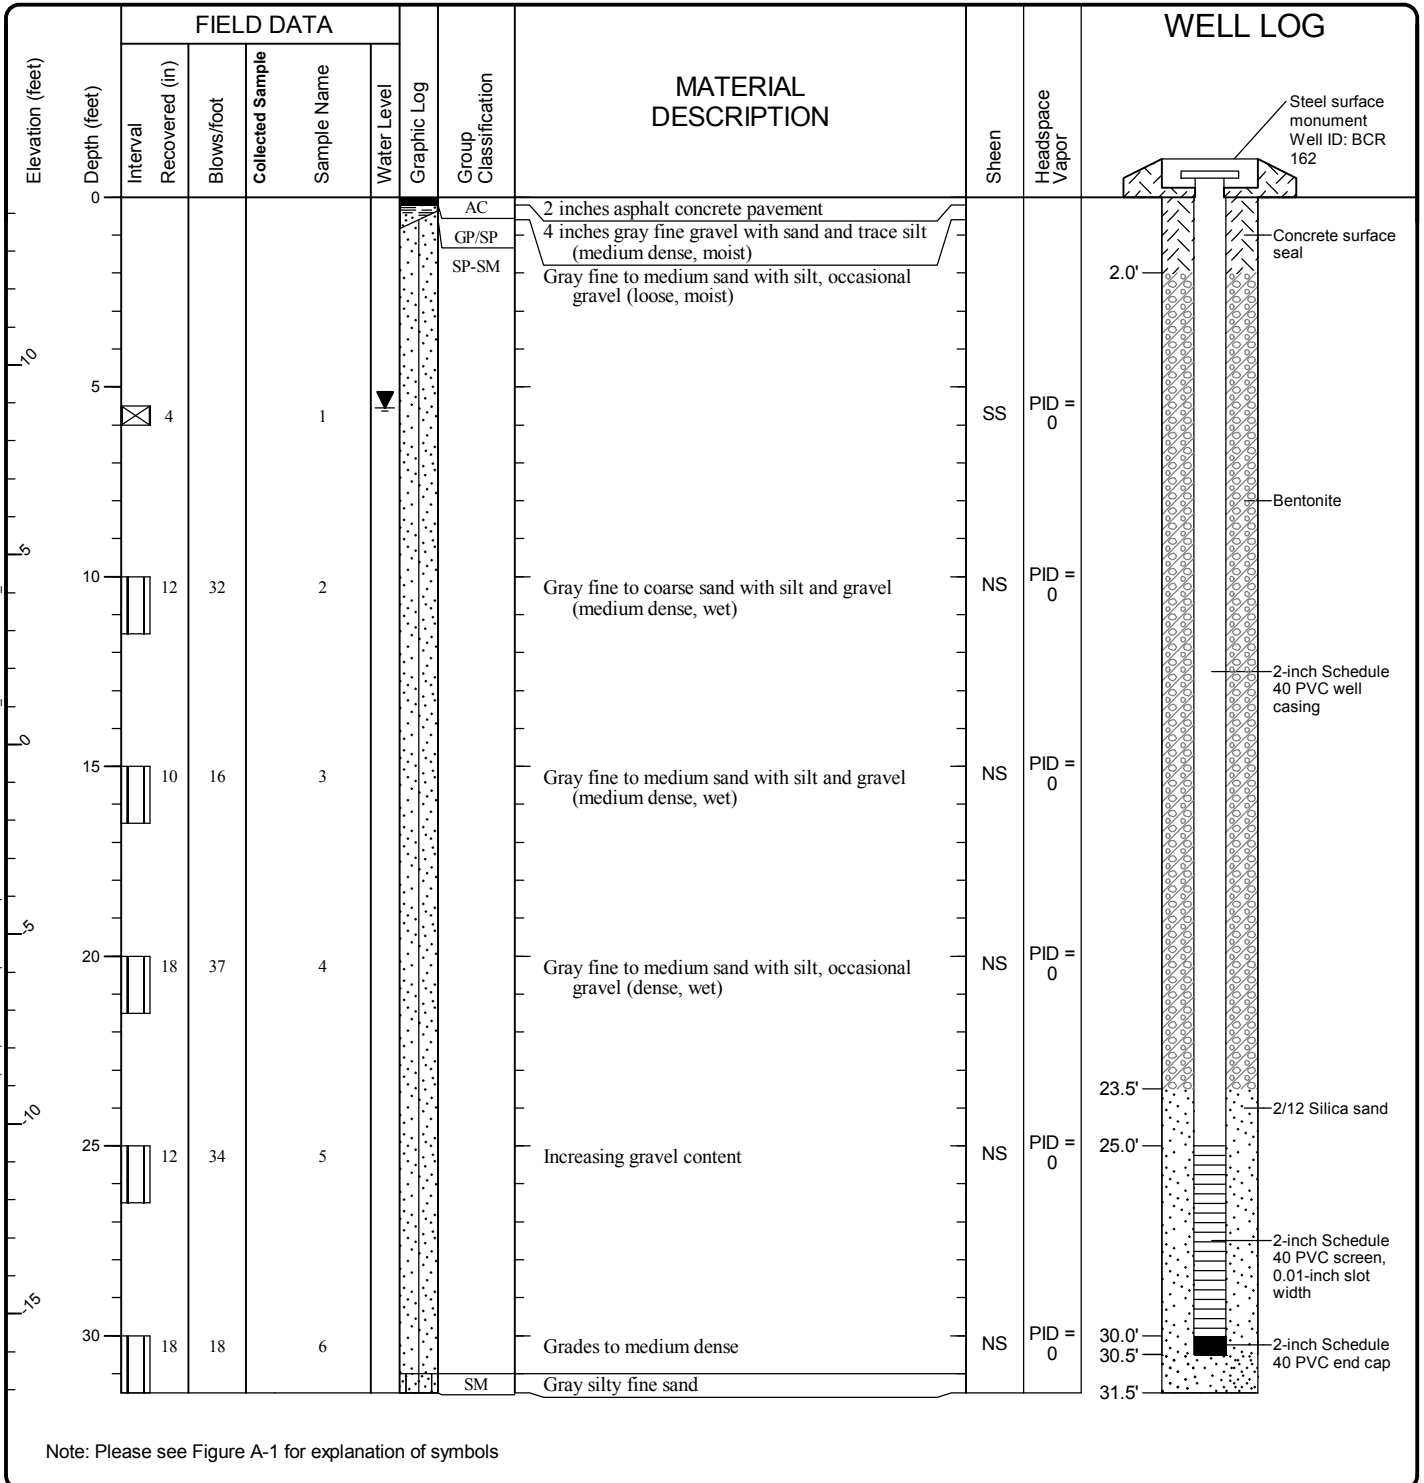 FIELD DATA
WELL LOG
Elevation (feet)
Depth (feet)
Interval
Recovered (in)
Blows/foot
Collected Sample
Sample Name
Water Level
Graphic Log
Group
Classification
MATERIAL
DESCRIPTION
Sheen
Headspace
Vapor
Steel surface
monument
Well ID: BCR
162
0
AC
2 inches asphalt concrete pavement
GP/SP
4 inches gray fine gravel with sand and trace silt
(medium dense, moist)
Concrete surface
seal
SP-SM
Gray fine to medium sand with silt, occasional
gravel (loose, moist)
2.0'
10
5
4
1
SS
PID =
0
Bentonite
5
10
12
32
2
Gray fine to coarse sand with silt and gravel
(medium dense, wet)
NS
PID =
0
2-inch Schedule
40 PVC well
casing
0
15
10
16
3
Gray fine to medium sand with silt and gravel
(medium dense, wet)
NS
PID =
0
-5
20
18
37
4
Gray fine to medium sand with silt, occasional
gravel (dense, wet)
NS
PID =
0
23.5'
2/12 Silica sand
-10
25
12
34
5
Increasing gravel content
NS
PID =
0
25.0'
2-inch Schedule
40 PVC screen,
0.01-inch slot
width
-15
30
18
18
6
Grades to medium dense
NS
PID =
0
30.0'
30.5'
2-inch Schedule
40 PVC end cap
SM
Gray silty fine sand
31.5'
Note: Please see Figure A-1 for explanation of symbols